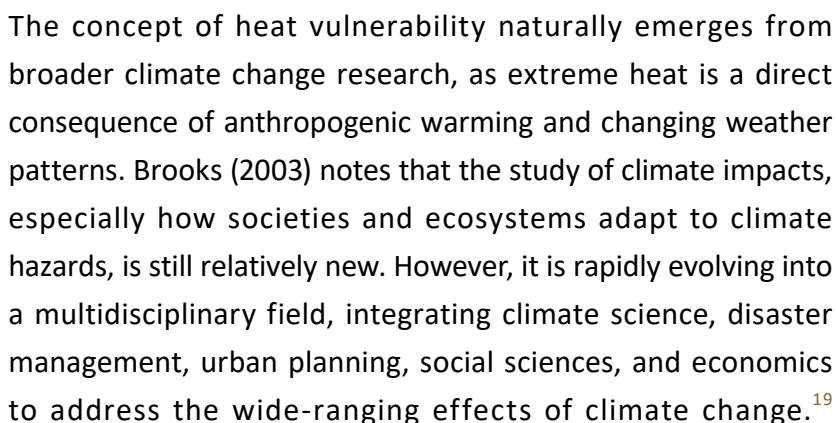 The concept of heat vulnerability naturally emerges from
broader climate change research, as extreme heat is a direct
consequence of anthropogenic warming and changing weather
patterns. Brooks (2003) notes that the study of climate impacts,
especially how societies and ecosystems adapt to climate
hazards, is still relatively new. However, it is rapidly evolving into
a multidisciplinary field, integrating climate science, disaster
management, urban planning, social sciences, and economics
to address the wide-ranging effects of climate change.¹⁹